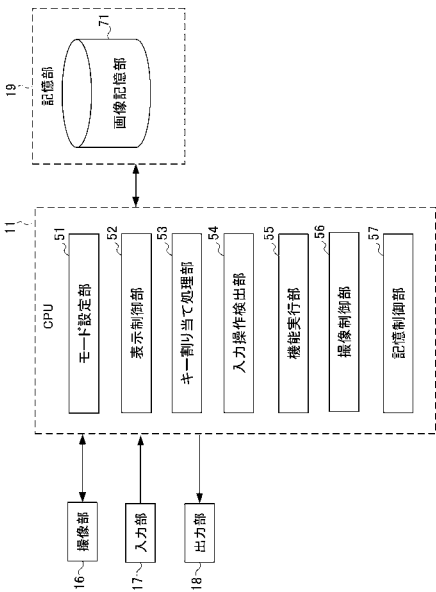 19
記憶部
71
画像記憶部
11
CPU
51
モード設定部
52
表示制御部
53
キー割り当て処理部
54
入力操作検出部
55
機能実行部
56
撮像制御部
57
記憶制御部
16
撮像部
17
入力部
18
出力部